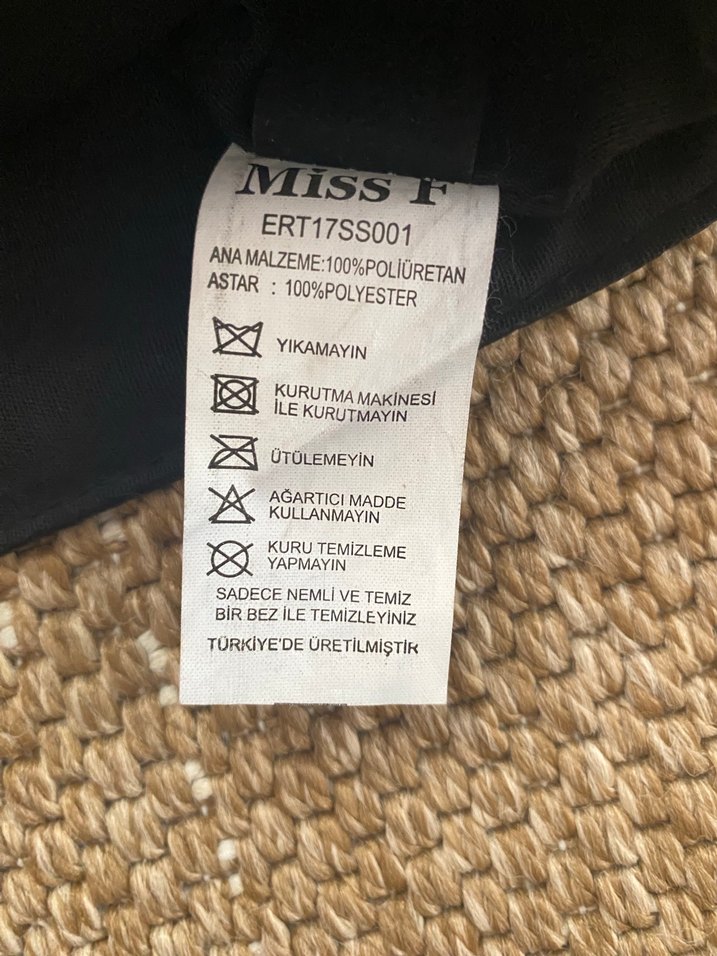 Miss F
ERT17SS001
ANA MALZEME:100%POLİÜRETAN
ASTAR : 100%POLYESTER
YIKAMAYIN
KURUTMA MAKİNESİ
İLE KURUTMAYIN
ÜTÜLEMEYİN
AĞARTICI MADDE
KULLANMAYIN
KURU TEMİZLEME
YAPMAYIN
SADECE NEMLİ VE TEMİZ
BİR BEZ İLE TEMİZLEYİNİZ
TÜRKİYE'DE ÜRETİLMİŞTİR